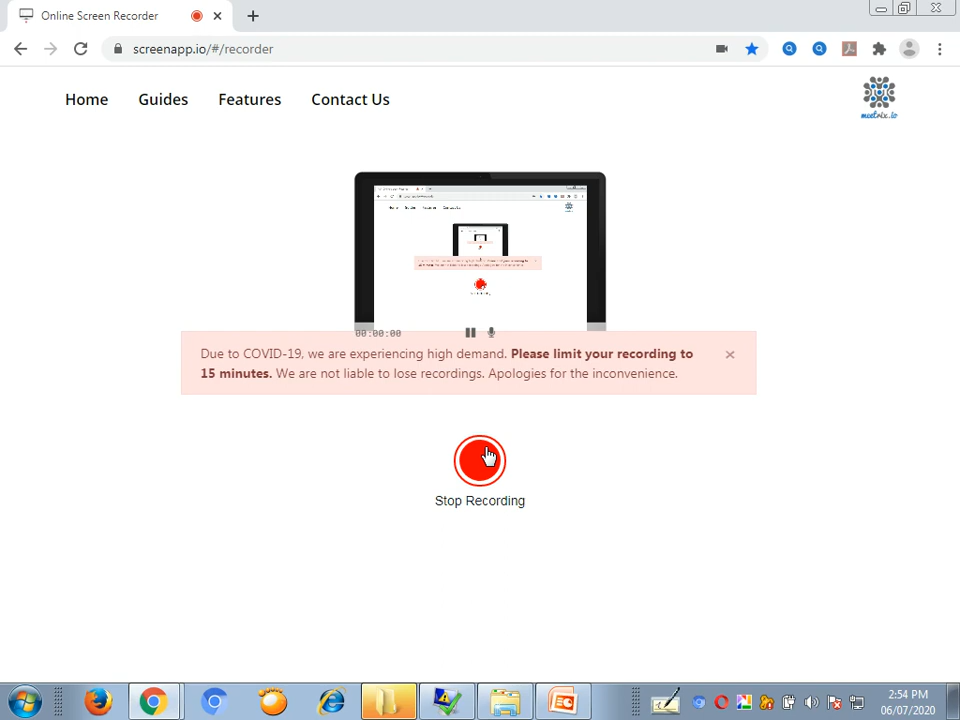 Online Screen Recorder
screenapp.io/#/recorder
Home Guides Features Contact Us
meetrix.io
00:00:00
Due to COVID-19, we are experiencing high demand. Please limit your recording to
15 minutes. We are not liable to lose recordings. Apologies for the inconvenience.
Stop Recording
2:54 PM
06/07/2020